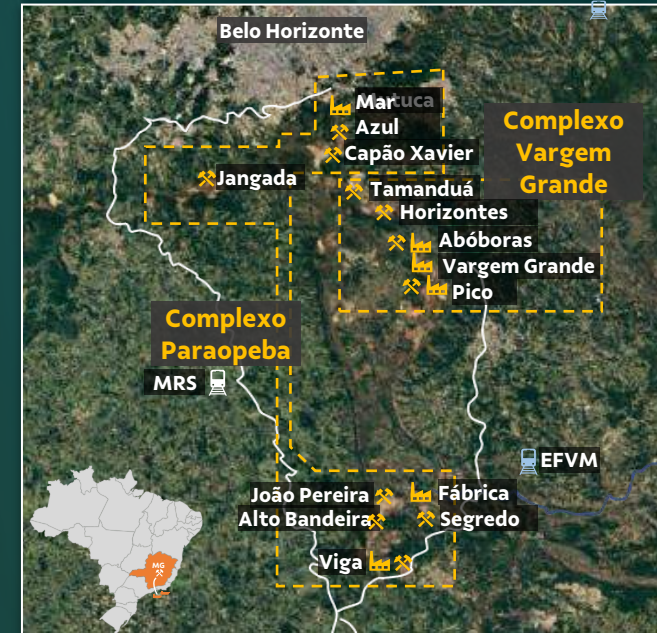 Belo Horizonte
Mutuca
Mar
Azul
Capão Xavier
Complexo
Vargem
Grande
Jangada
Tamanduá
Horizontes
Abóboras
Vargem Grande
Pico
Complexo
Paraopeba
MRS
EFVM
João Pereira
Fábrica
Alto Bandeira
Segredo
Viga
MG